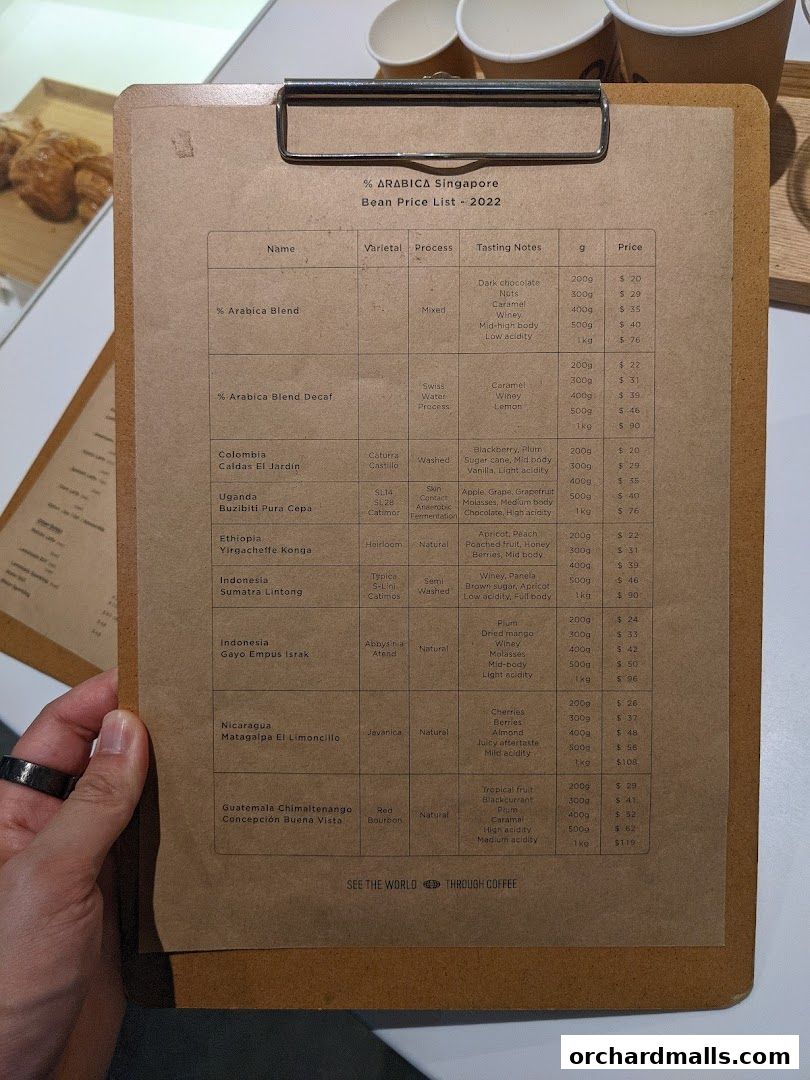 % ARABICA Singapore
Bean Price List - 2022
Name Varietal Process Tasting Notes g Price
% Arabica Blend
Mixed
Dark chocolate
Nuts
Caramel
Winey
Mid-high body
Low acidity
200g $ 20
300g $ 29
400g $ 35
500g $ 40
1kg $ 76
% Arabica Blend Decaf
Swiss
Water
Process
Caramel
Winey
Lemon
200g $ 22
300g $ 31
400g $ 39
500g $ 46
1kg $ 90
Colombia
Caldas El Jardin
Caturra
Castillo
Washed
Blackberry, Plum
Sugar cane, Mid body
Vanilla, Light acidity
Uganda
Buzibiti Pura Cepa
SL14
SL28
Catimor
Skin
Contact
Anaerobic
Fermentation
Apple, Grape, Grapefruit
Molasses, Medium body
Chocolate, High acidity
200g $ 20
300g $ 29
400g $ 35
500g $ 40
1kg $ 76
Ethiopia
Yirgacheffe Konga
Heirloom
Natural
Apricot, Peach
Poached fruit, Honey
Berries, Mid body
Indonesia
Sumatra Lintong
Tipica
S-Lini
Catimos
Semi
Washed
Winey, Panela
Brown sugar, Apricot
Low acidity, Full body
200g $ 22
300g $ 31
400g $ 39
500g $ 46
1kg $ 90
Indonesia
Gayo Empus Israk
Abbysinia
Atend
Natural
Plum
Dried mango
Winey
Molasses
Mid-body
Light acidity
200g $ 24
300g $ 33
400g $ 42
500g $ 50
1kg $ 96
Nicaragua
Matagalpa El Limoncillo
Javanica
Natural
Cherries
Berries
Almond
Juicy aftertaste
Mild acidity
200g $ 26
300g $ 37
400g $ 48
500g $ 56
1kg $108
Guatemala Chimaltenango
Concepción Buena Vista
Red
Bourbon
Natural
Tropical fruit
Blackcurrant
Plum
Caramel
High acidity
Medium acidity
200g $ 29
300g $ 41
400g $ 52
500g $ 62
1kg $119
SEE THE WORLD THROUGH COFFEE
orchardmalls.com